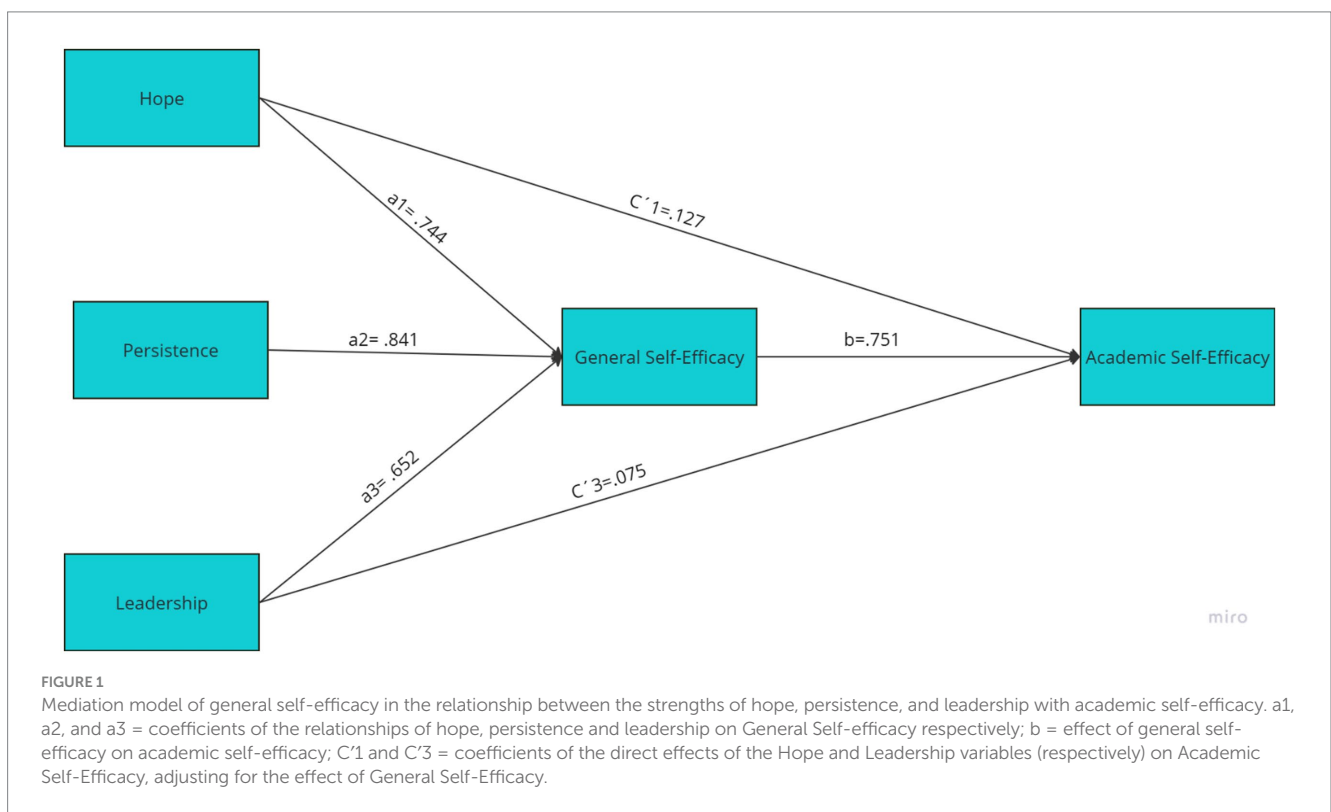 Hope
a1= .744
C´1=.127
Persistence
a2= .841
General Self-Efficacy
b=.751
Academic Self-Efficacy
a3= .652
C´3=.075
Leadership
miro
FIGURE 1
Mediation model of general self-efficacy in the relationship between the strengths of hope, persistence, and leadership with academic self-efficacy. a1,
a2, and a3 = coefficients of the relationships of hope, persistence and leadership on General Self-efficacy respectively; b = effect of general self-
efficacy on academic self-efficacy; C′1 and C′3 = coefficients of the direct effects of the Hope and Leadership variables (respectively) on Academic
Self-Efficacy, adjusting for the effect of General Self-Efficacy.